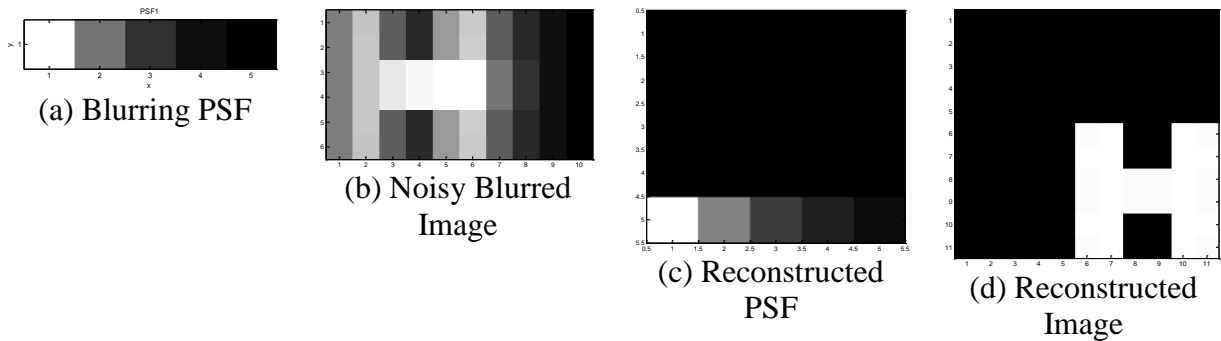 PSF1
y
1
1 2 3 4 5
x
(a) Blurring PSF
1
2
3
4
5
6
1 2 3 4 5 6 7 8 9 10
(b) Noisy Blurred
Image
0.5
1
1.5
2
2.5
3
3.5
4
4.5
5
5.5
0.5 1 1.5 2 2.5 3 3.5 4 4.5 5 5.5
(c) Reconstructed
PSF
1
2
3
4
5
6
7
8
9
10
11
1 2 3 4 5 6 7 8 9 10 11
(d) Reconstructed
Image